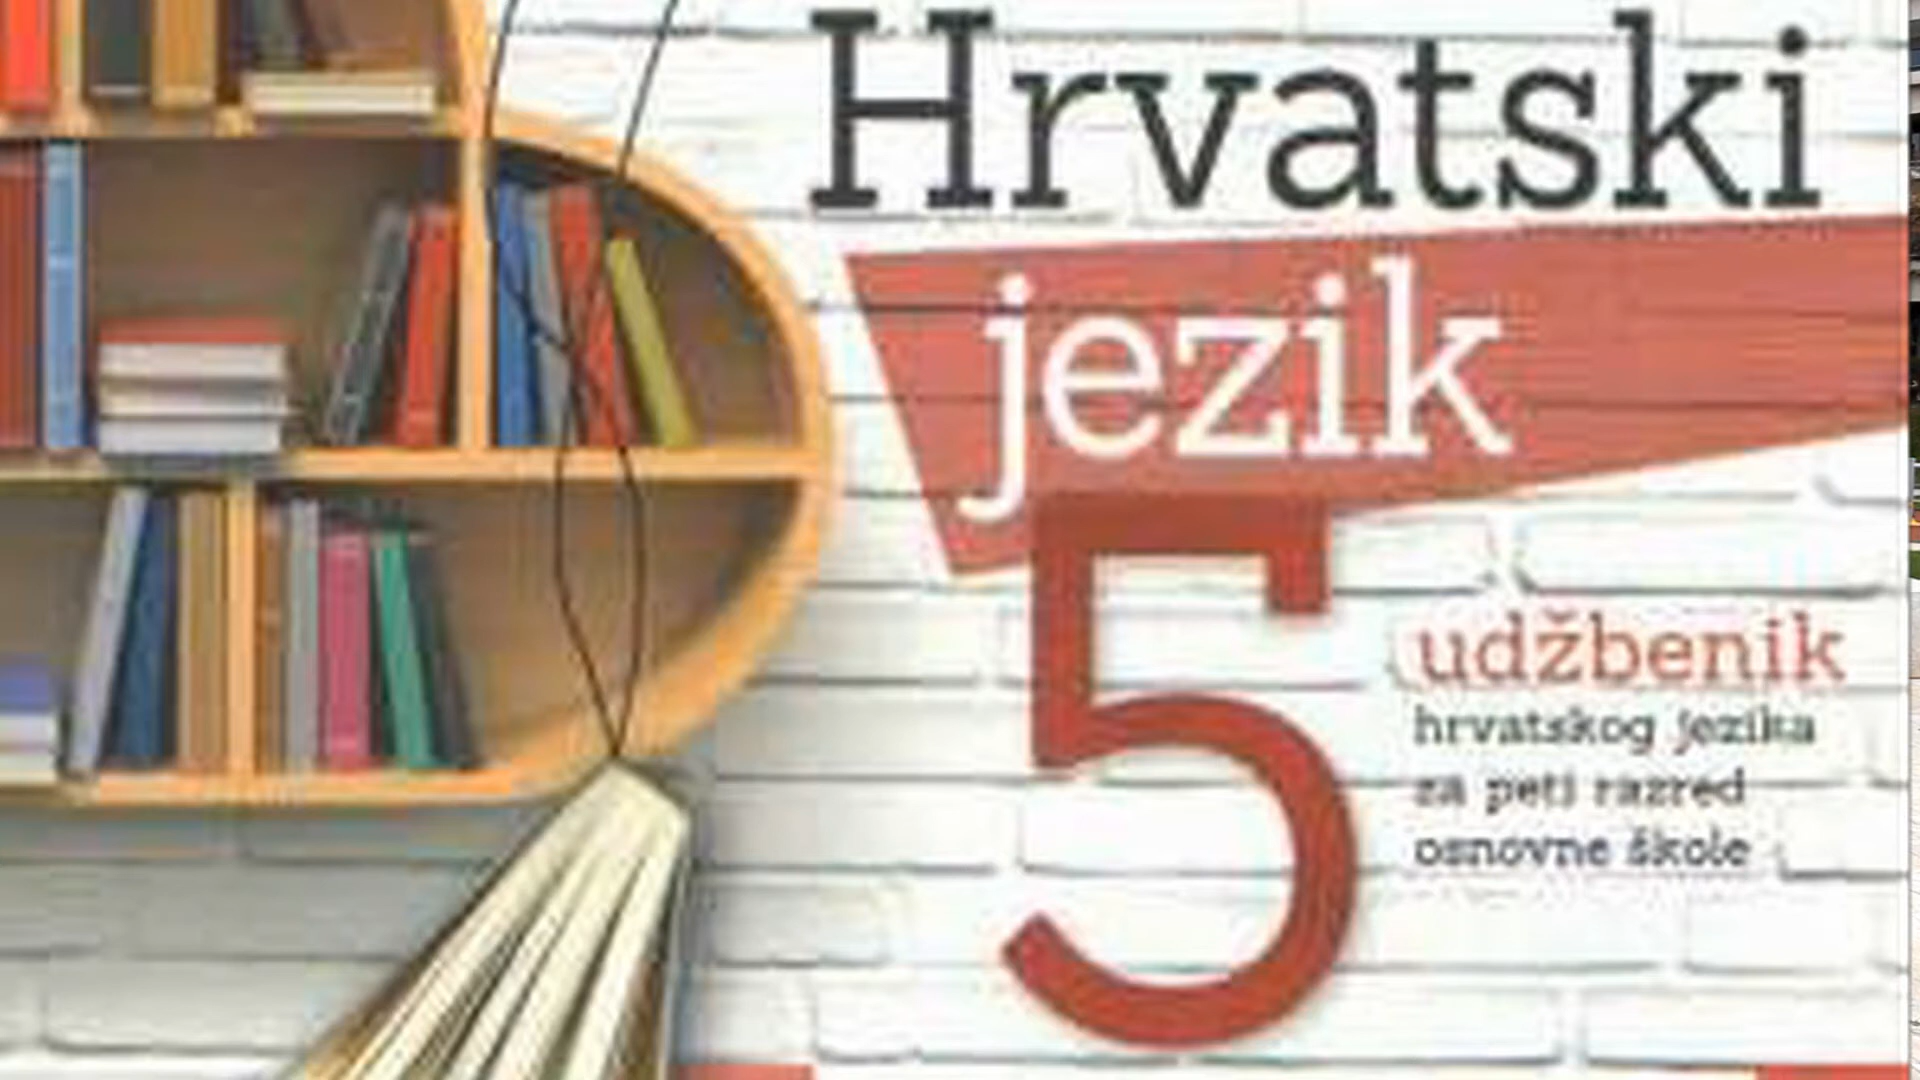 Hrvatski
jezik
5
udžbenik
hrvatskog jezika
za peti razred
osnovne škole